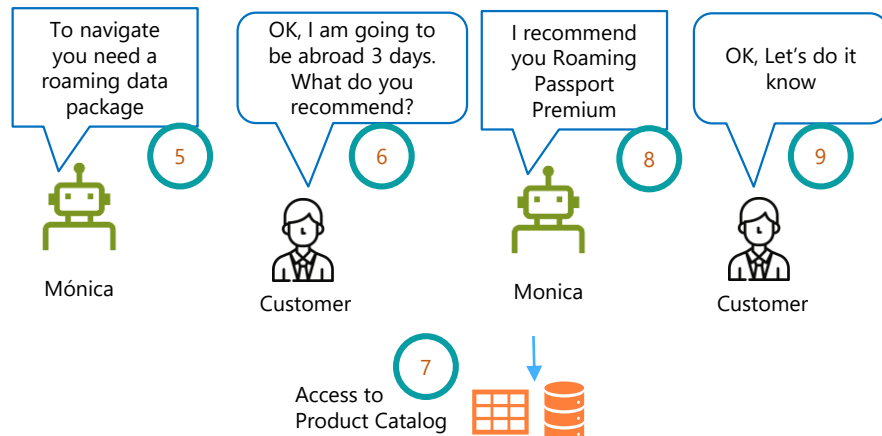 To navigate
you need a
roaming data
package
5
Mónica
OK, I am going to
be abroad 3 days.
What do you
recommend?
6
Customer
I recommend
you Roaming
Passport
Premium
8
Monica
OK, Let's do it
know
9
Customer
7
Access to
Product Catalog